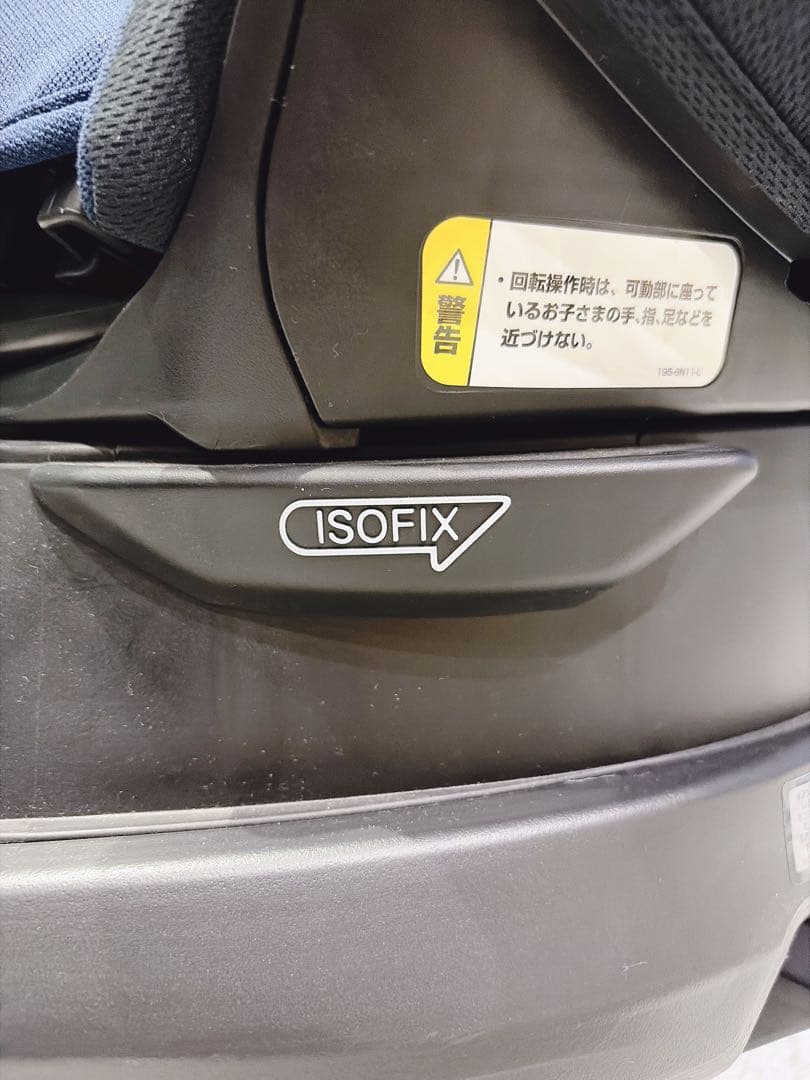 警告
・回転操作時は、可動部に座って
いるお子さまの手、指、足などを
近づけない。
ISOFIX